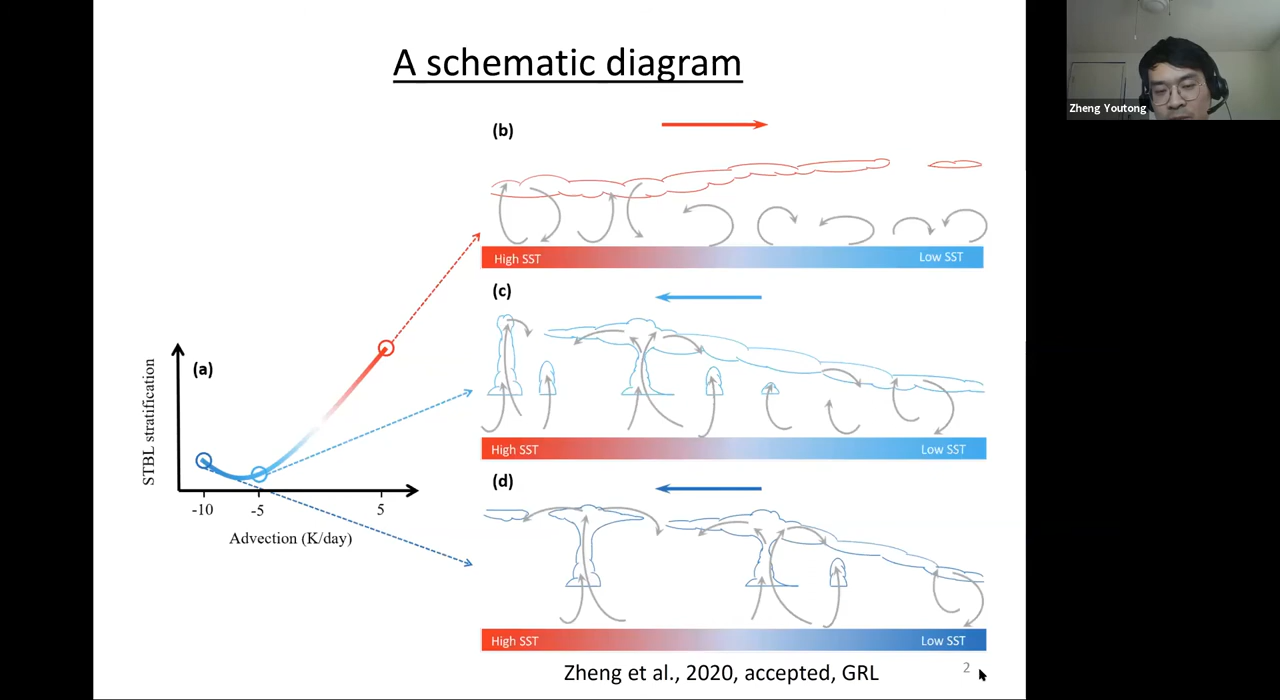 A schematic diagram
Zheng Youtong
(b)
High SST
Low SST
(c)
High SST
Low SST
(a)
STBL stratification
-10
-5
5
Advection (K/day)
(d)
High SST
Low SST
Zheng et al., 2020, accepted, GRL
2